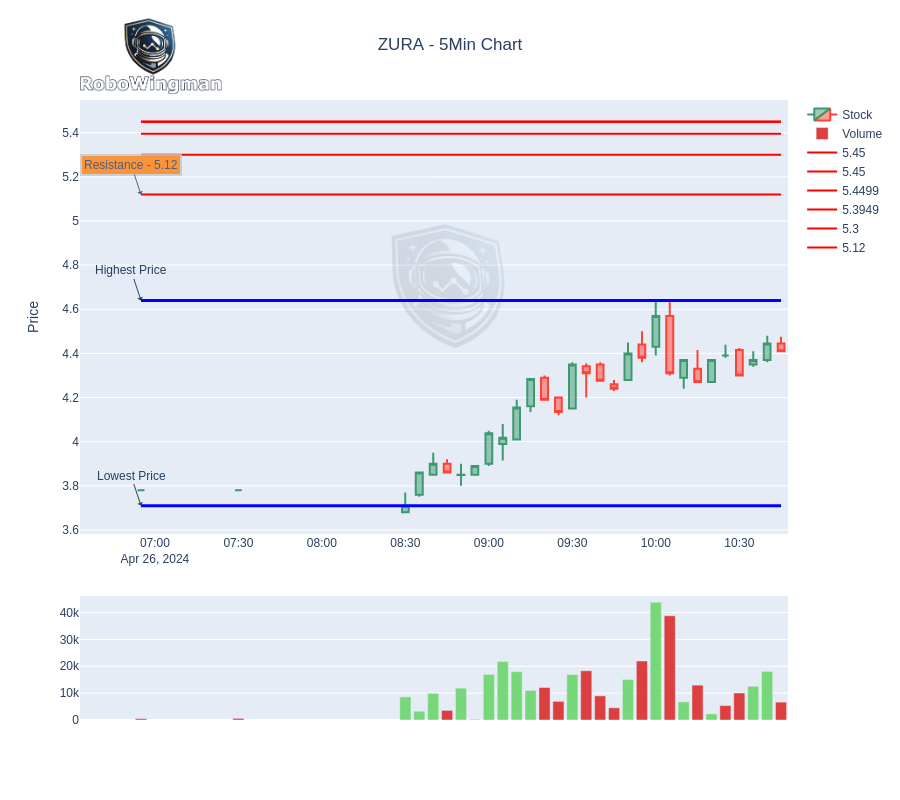 RoboWingman
ZURA - 5Min Chart
Stock
Volume
5.45
5.45
5.4499
5.3949
5.3
5.12
Price
5.4
5.2
5
4.8
4.6
4.4
4.2
4
3.8
3.6
Resistance - 5.12
Highest Price
Lowest Price
07:00
07:30
08:00
08:30
09:00
09:30
10:00
10:30
Apr 26, 2024
40k
30k
20k
10k
0